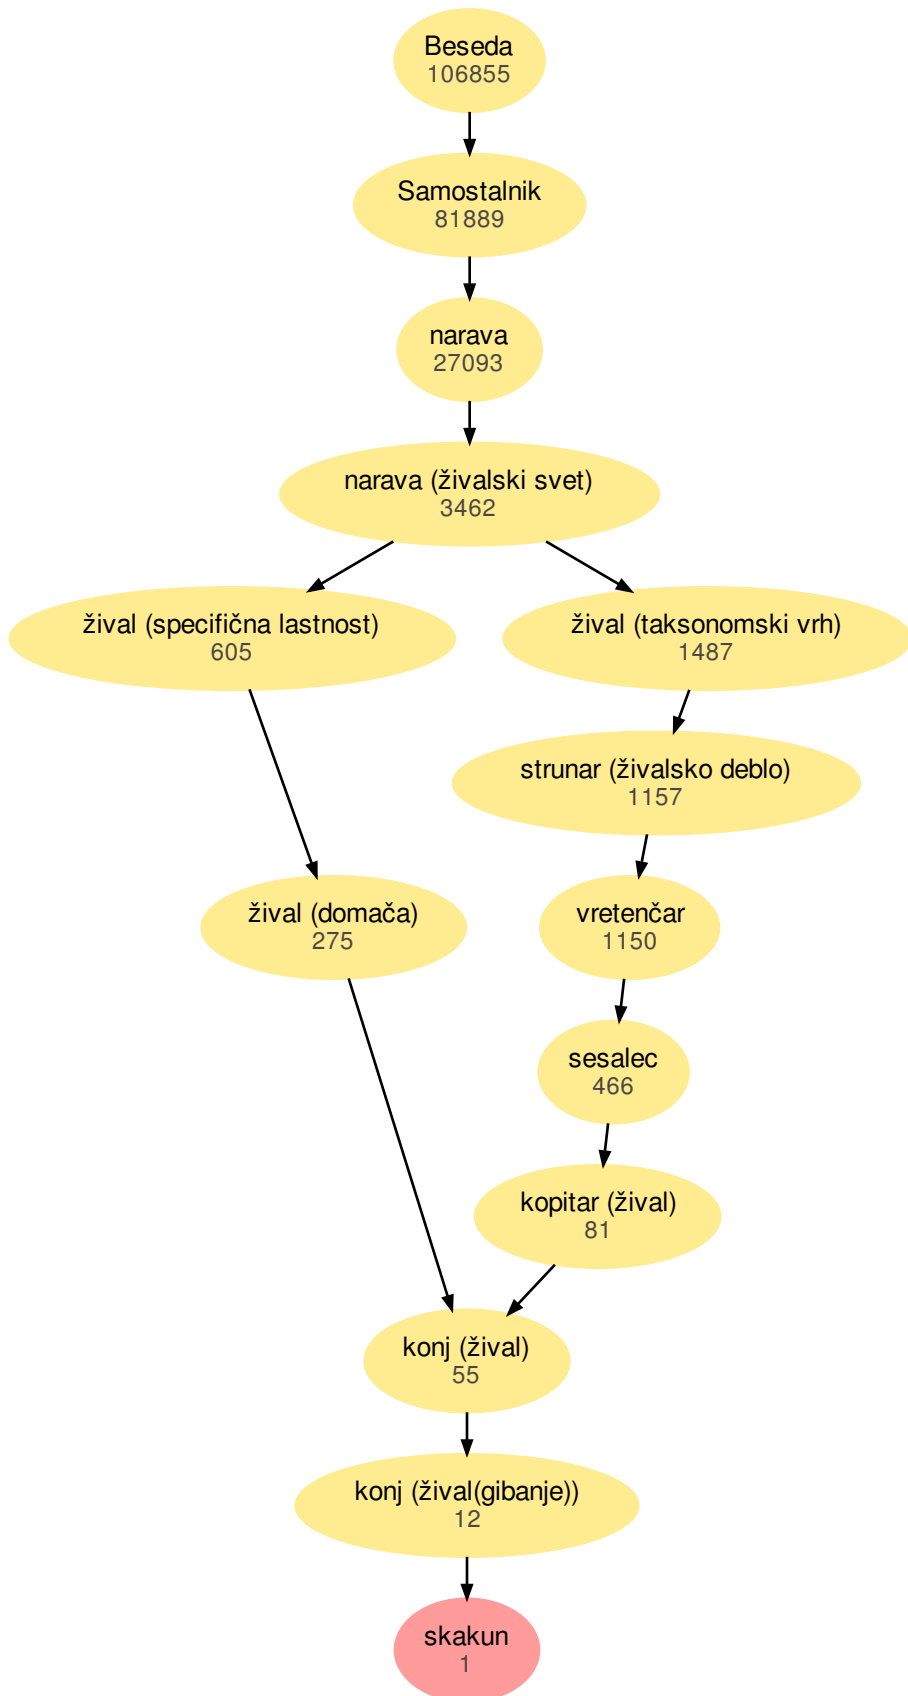 Beseda
106855
Samostalnik
81889
narava
27093
narava (živalski svet)
3462
žival (specifična lastnost)
605
žival (taksonomski vrh)
1487
strunar (živalsko deblo)
1157
žival (domača)
275
vretenčar
1150
sesalec
466
kopitar (žival)
81
konj (žival)
55
konj (žival(gibanje))
12
skakun
1